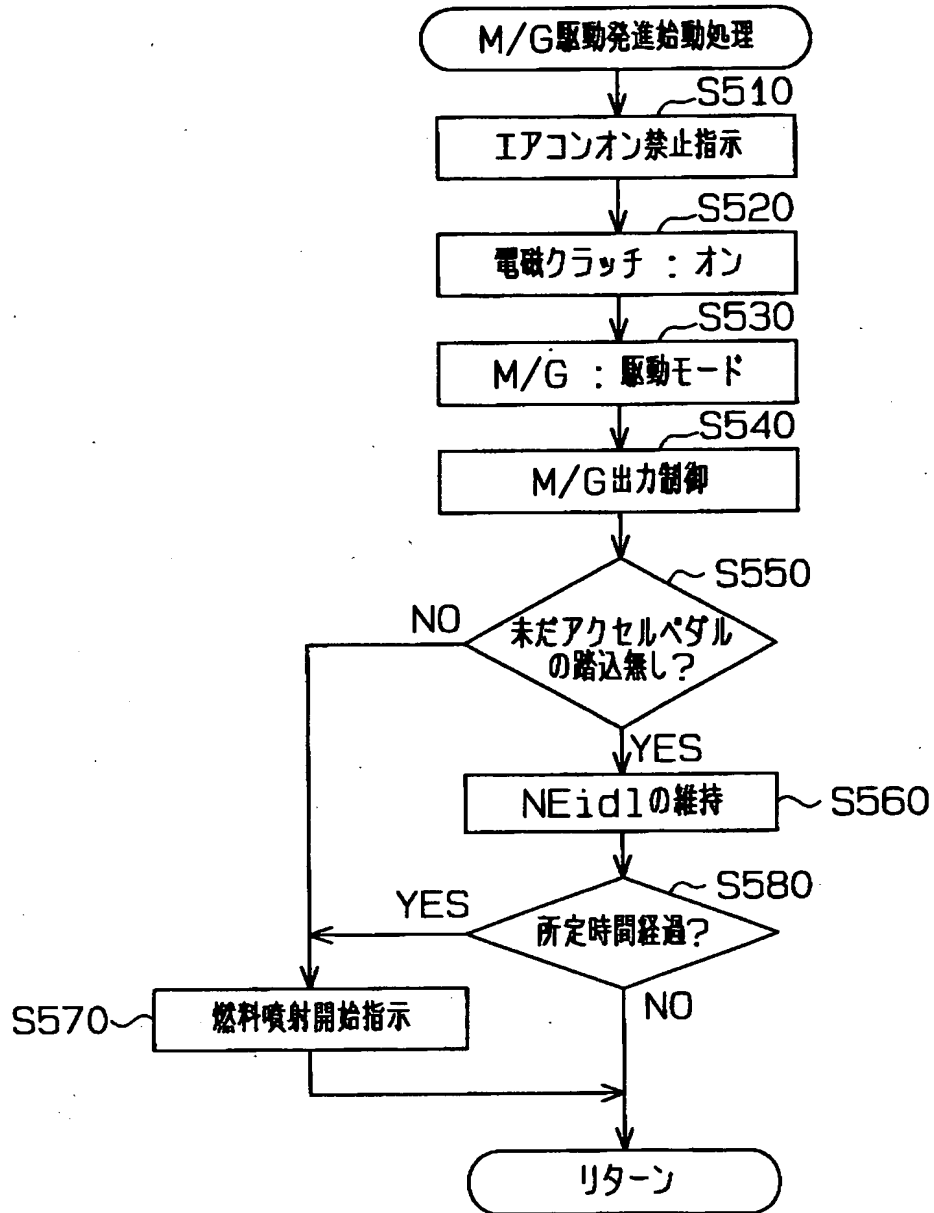 M/G駆動発進始動処理
S510
エアコンオン禁止指示
S520
電磁クラッチ : オン
S530
M/G : 駆動モード
S540
M/G出力制御
S550
NO
未だアクセルペダル
の踏込無し?
YES
NEidlの維持
S560
S580
YES
所定時間経過?
NO
S570
燃料噴射開始指示
リターン